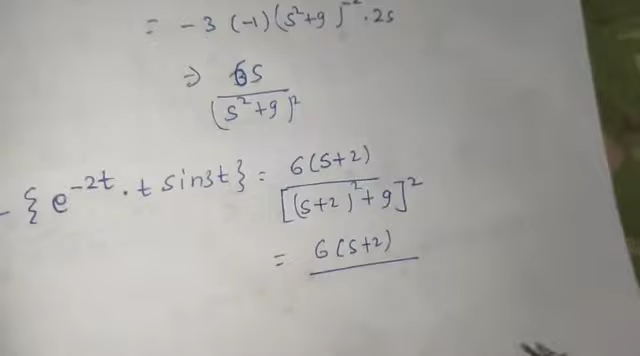 = -3 (-1) (s²+9)⁻² . 2s
⇒ 6s / (s²+9)²
{e⁻²ᵗ . t sin3t} = 6(s+2) / [(s+2)²+9]²
= 6(s+2)